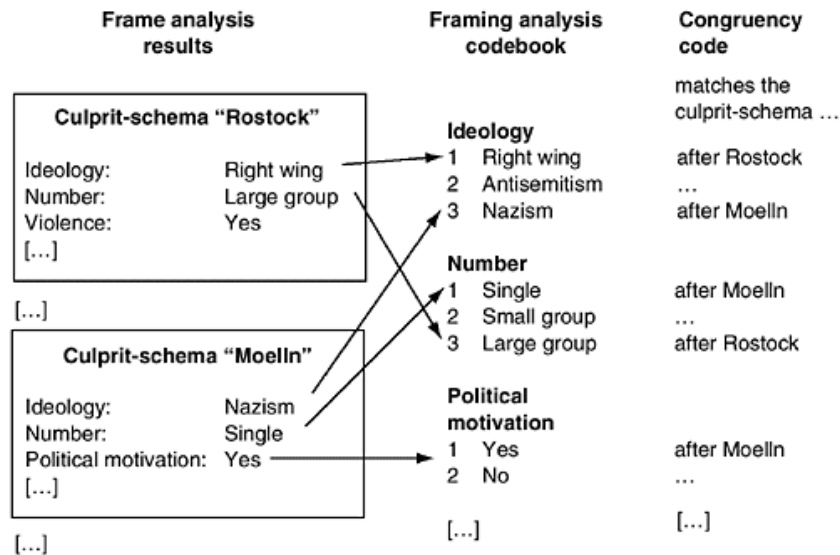 Frame analysis
results
Culprit-schema “Rostock”
Ideology: Right wing
Number: Large group
Violence: Yes
[...]
[...]
Culprit-schema “Moelln”
Ideology: Nazism
Number: Single
Political motivation: Yes
[...]
[...]
Framing analysis
codebook
Congruency
code
matches the
culprit-schema ...
Ideology
1 Right wing after Rostock
2 Antisemitism ...
3 Nazism after Moelln
Number
1 Single after Moelln
2 Small group ...
3 Large group after Rostock
Political
motivation
1 Yes after Moelln
2 No ...
[...] [...]